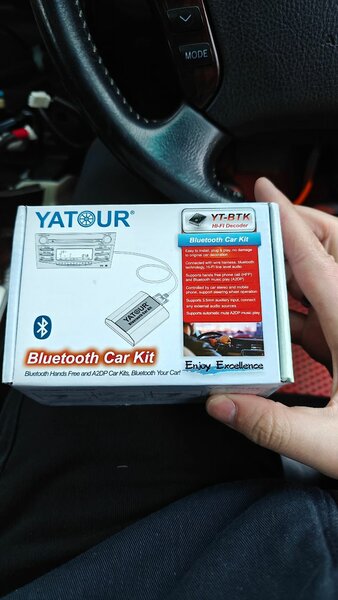 MODE
YATOUR®
YT-BTK
HI-FI Decoder
Bluetooth Car Kit
Easy to install, plug & play, no damage
to original car decoration
Connected with wire harness, bluetooth
technology, Hi-Fi line level audio
Supports hands free phone call (HFP)
and Bluetooth music play (A2DP)
Controlled by car stereo and mobile
phone, support steering wheel operation
Supports 3.5mm auxiliary input, connect
any external audio sources
Supports automatic mute A2DP music play
YATOUR
Bluetooth Car Kit
Enjoy Excellence
Bluetooth Hands Free and A2DP Car Kits, Bluetooth Your Car!